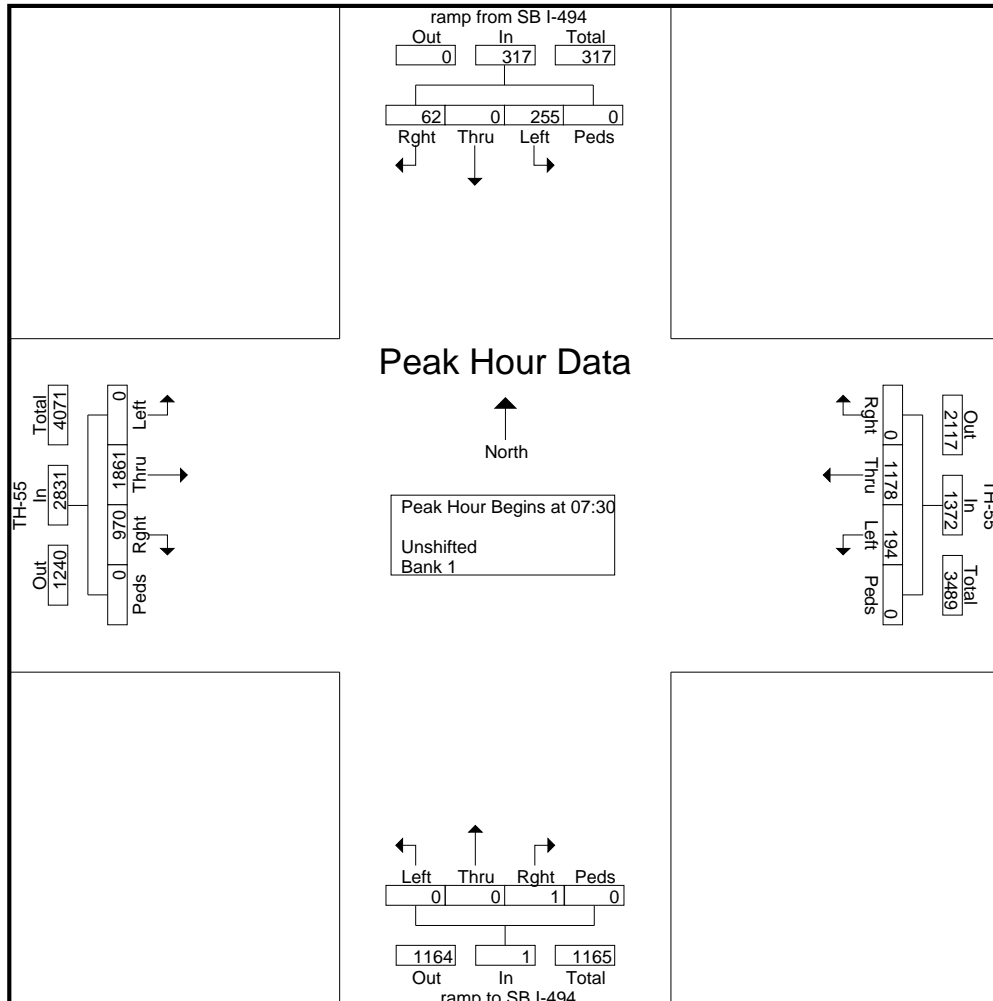 ramp from SB I-494
Out In Total
0 317 317
62 0 255 0
Rght Thru Left Peds
Peak Hour Data
North
Peak Hour Begins at 07:30
Unshifted
Bank 1
TH-55
Total In Out
4071 2831 1240
0 1861 970 0
Left Thru Rght Peds
TH-55
Out In Total
2117 1372 3489
0 1178 194 0
Rght Thru Left Peds
Left Thru Rght Peds
0 0 1 0
1164 1 1165
Out In Total
ramp to SB I-494